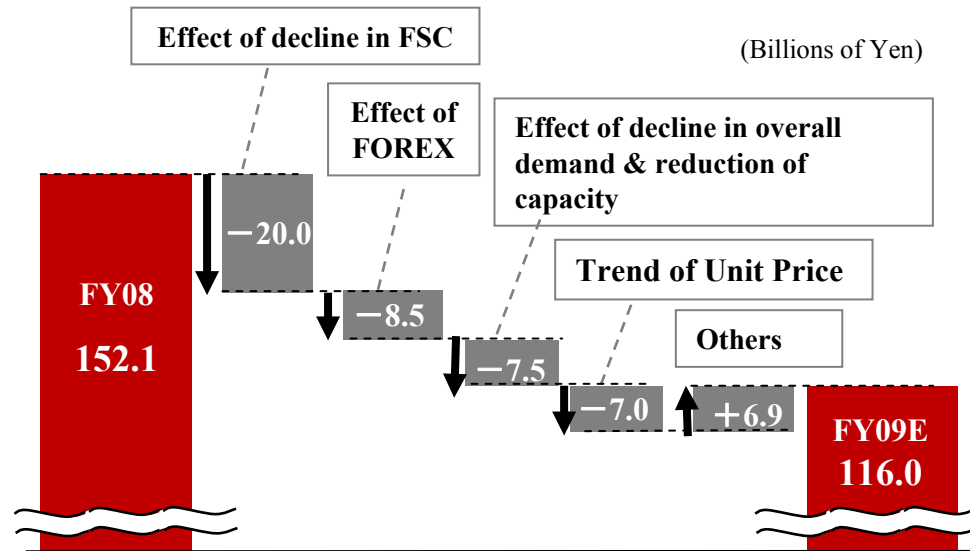 Effect of decline in FSC
(Billions of Yen)
Effect of
FOREX
Effect of decline in overall
demand & reduction of
capacity
－20.0
Trend of Unit Price
FY08
152.1
－8.5
Others
－7.5
－7.0
＋6.9
FY09E
116.0